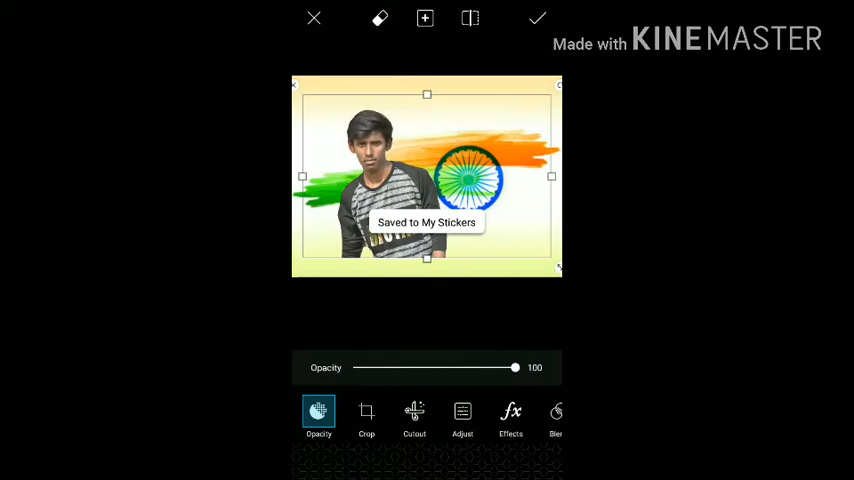 Made with KINEMASTER
Saved to My Stickers
Opacity 100
Opacity Crop Cutout Adjust Effects